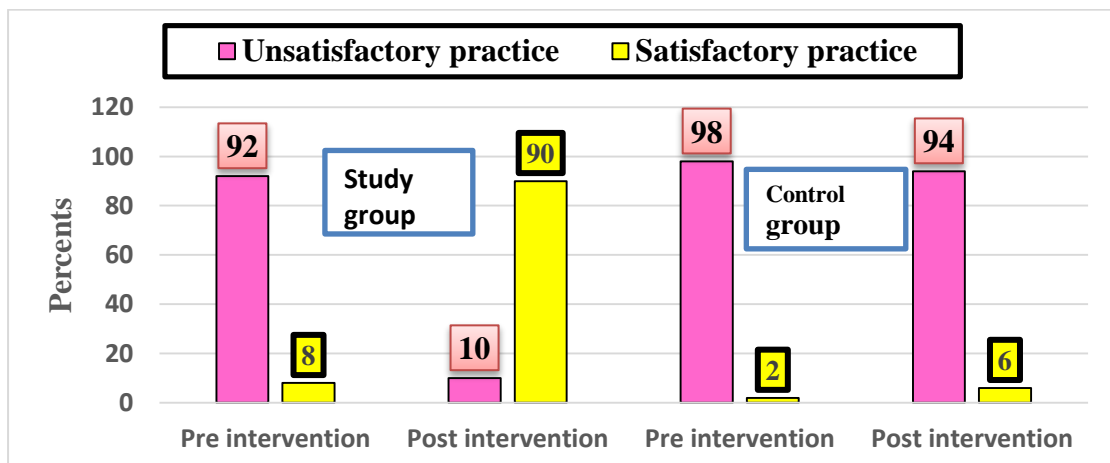 Unsatisfactory practice Satisfactory practice
Percents
120
100
80
60
40
20
0
92
8
Study
group
10
90
98
2
Control
group
94
6
Pre intervention Post intervention Pre intervention Post intervention